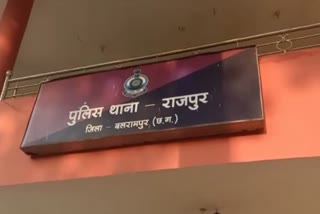 पुलिस थाना – राजपुर
जिला – बलरामपुर (छ.ग.)